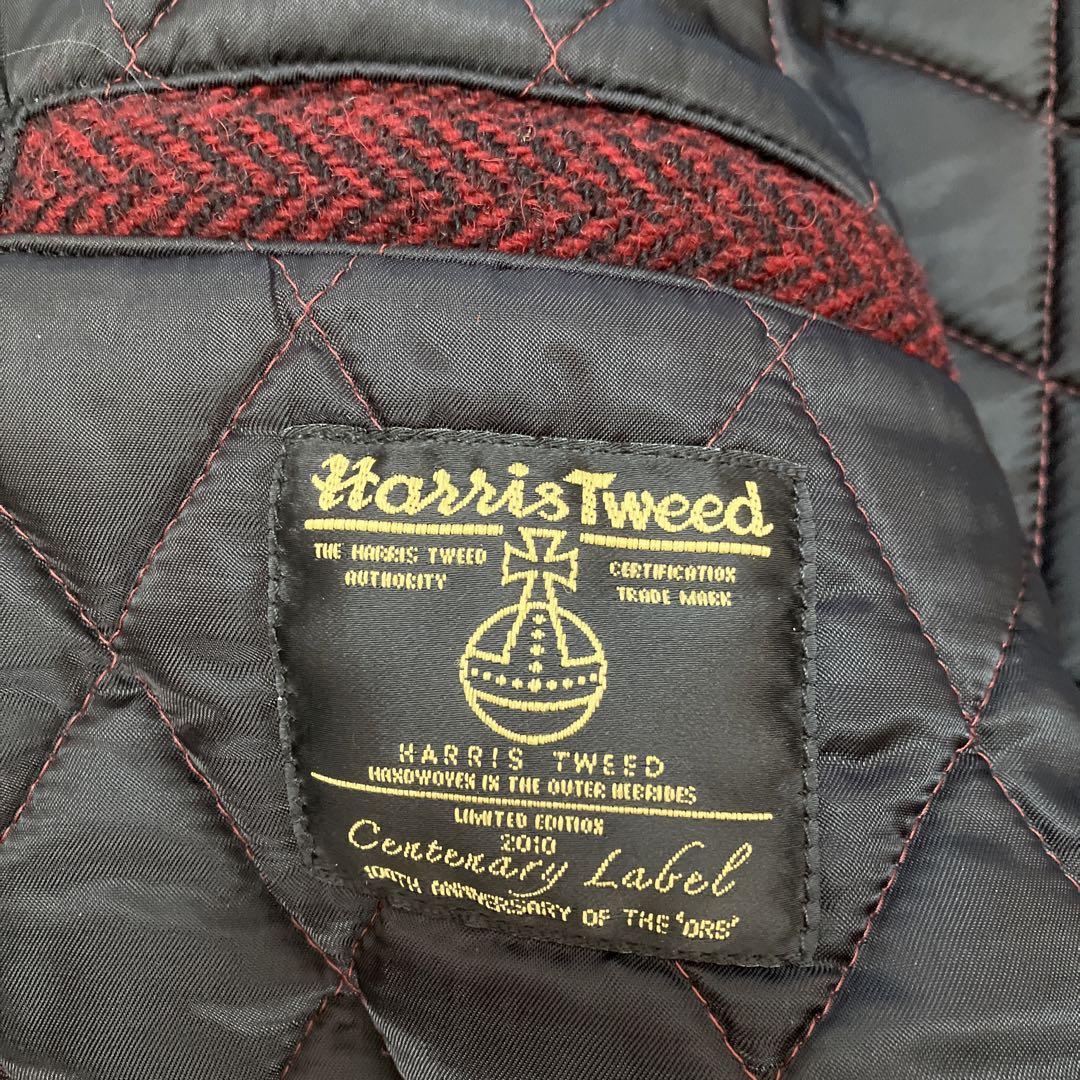 Harris Tweed
THE HARRIS TWEED
AUTHORITY
CERTIFICATION
TRADE MARK
HARRIS TWEED
HANDWOVEN IN THE OUTER HEBRIDES
LIMITED EDITION
2010
Centenary Label
100TH ANNIVERSARY OF THE 'ORB'